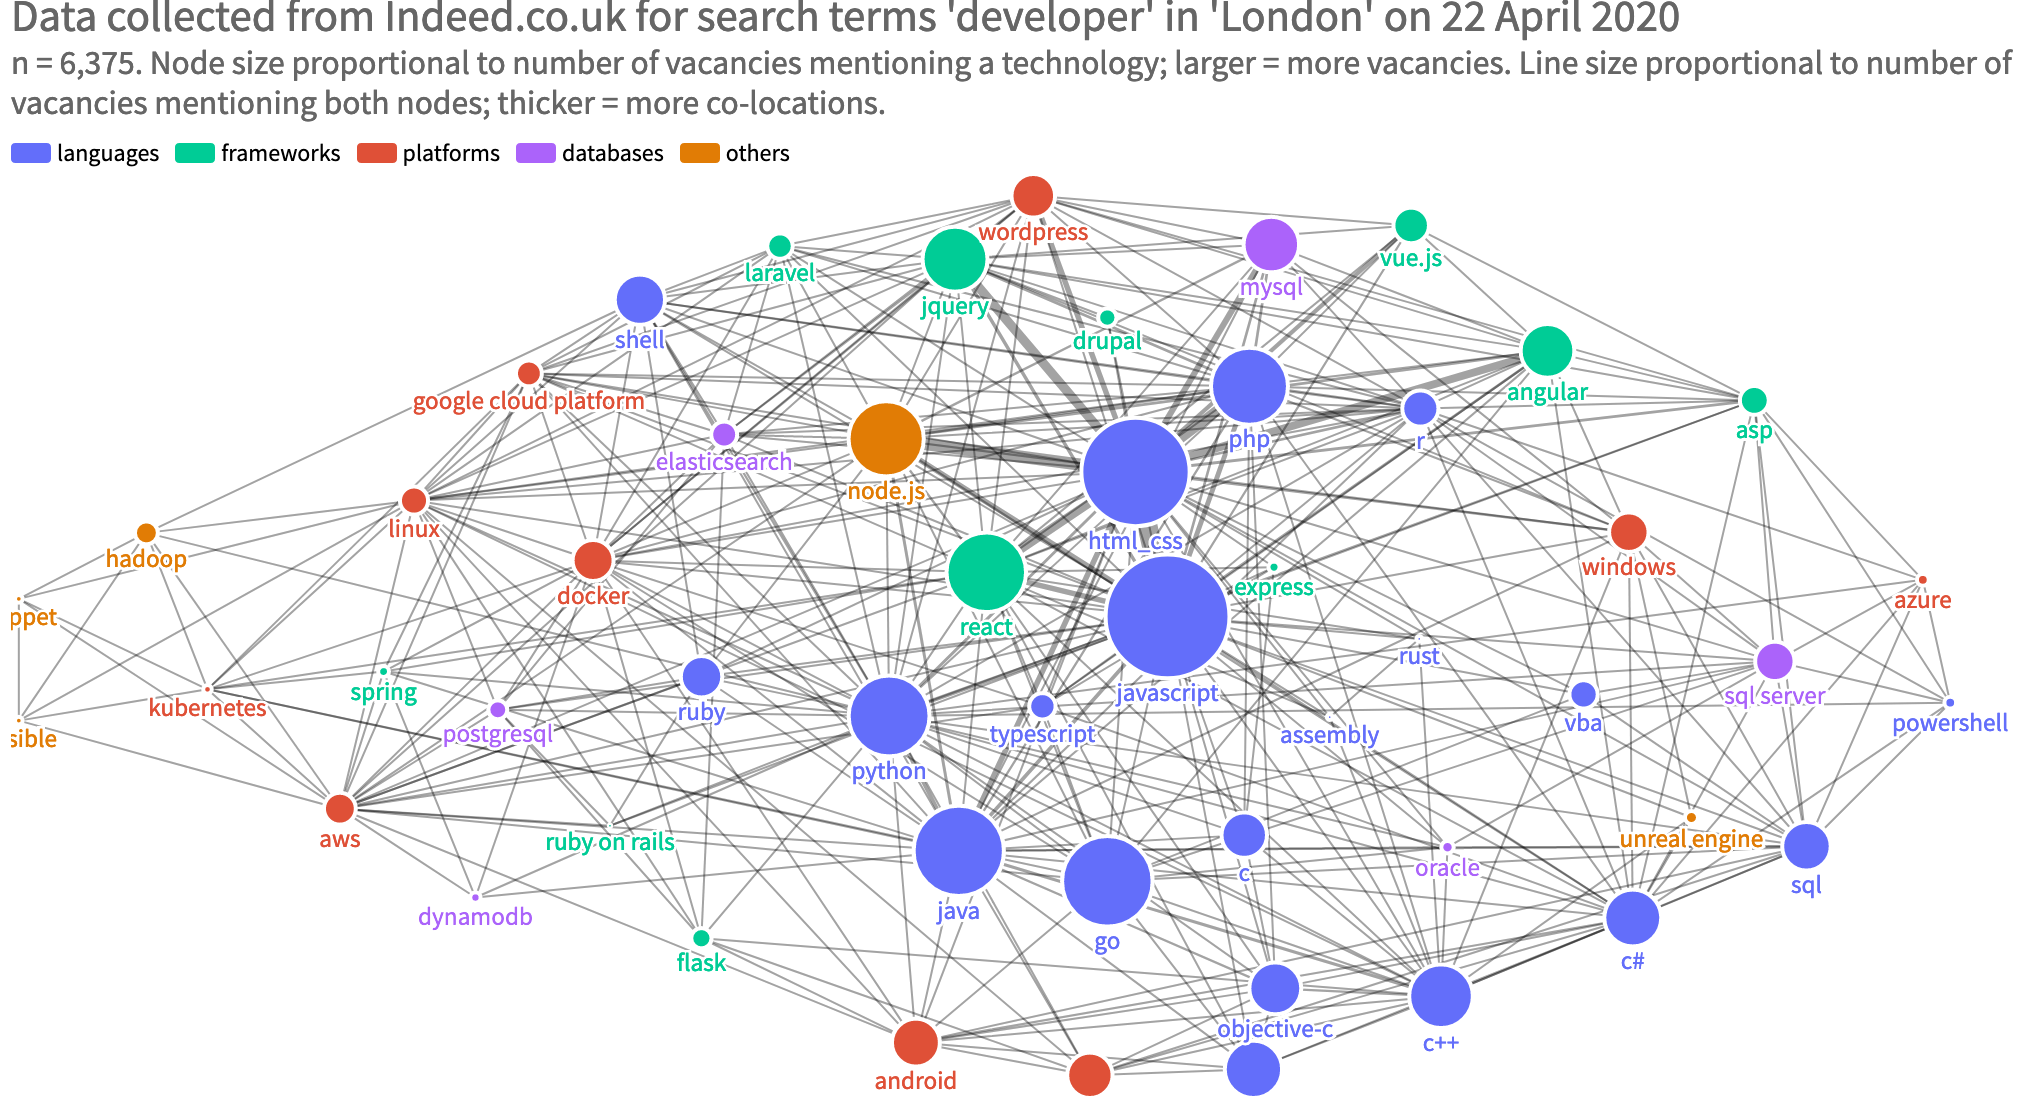 Data collected from Indeed.co.uk for search terms 'developer' in 'London' on 22 April 2020
n = 6,375. Node size proportional to number of vacancies mentioning a technology; larger = more vacancies. Line size proportional to number of
vacancies mentioning both nodes; thicker = more co-locations.
languages frameworks platforms databases others
wordpress
vue.js
laravel
mysql
jquery
shell
drupal
angular
google cloud platform
asp
php
r
elasticsearch
node.js
linux
html_css
hadoop
windows
express
docker
azure
ppet
react
rust
spring
javascript
sql server
kubernetes
ruby
vba
powershell
postgresql
typescript
assembly
sible
python
aws
unreal engine
ruby on rails
oracle
c
sql
java
dynamodb
go
flask
c#
objective-c
c++
android